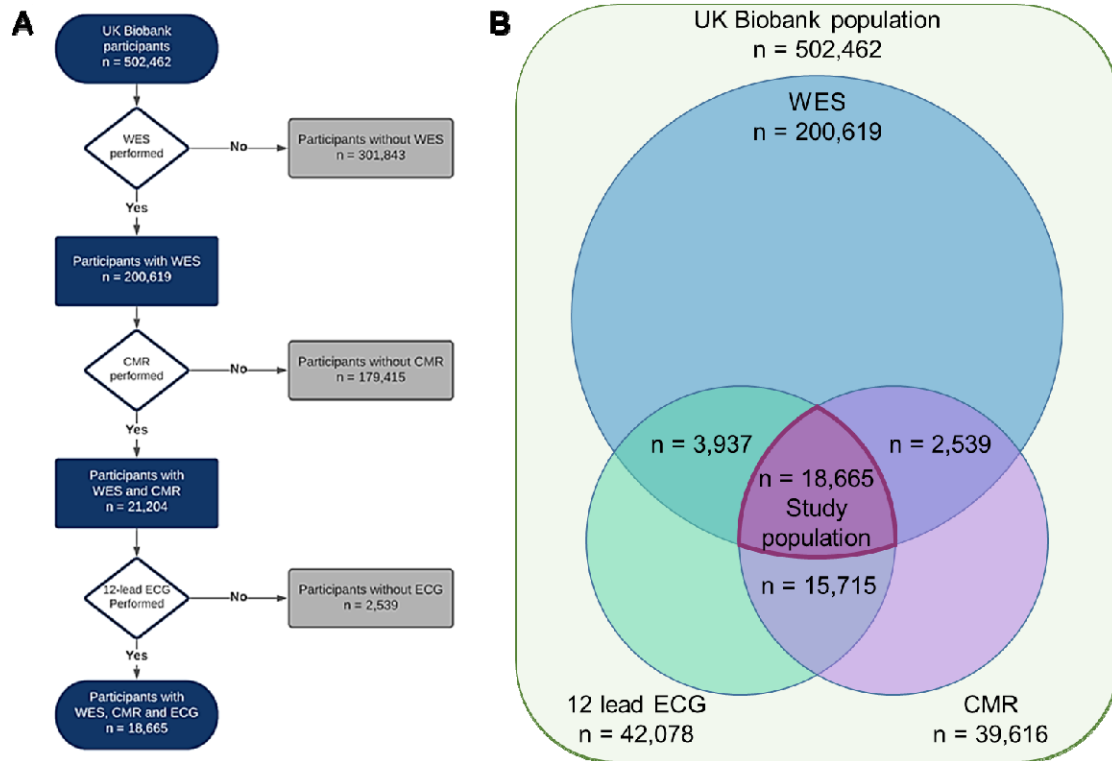 A
UK Biobank
participants
n = 502,462
WES
performed
No
Participants without WES
n = 301,843
Yes
Participants with WES
n = 200,619
CMR
performed
No
Participants without CMR
n = 179,415
Yes
Participants with
WES and CMR
n = 21,204
12-lead ECG
Performed
No
Participants without ECG
n = 2,539
Yes
Participants with
WES, CMR and ECG
n = 18,665
B
UK Biobank population
n = 502,462
WES
n = 200,619
n = 3,937
n = 2,539
n = 18,665
Study
population
n = 15,715
12 lead ECG
n = 42,078
CMR
n = 39,616